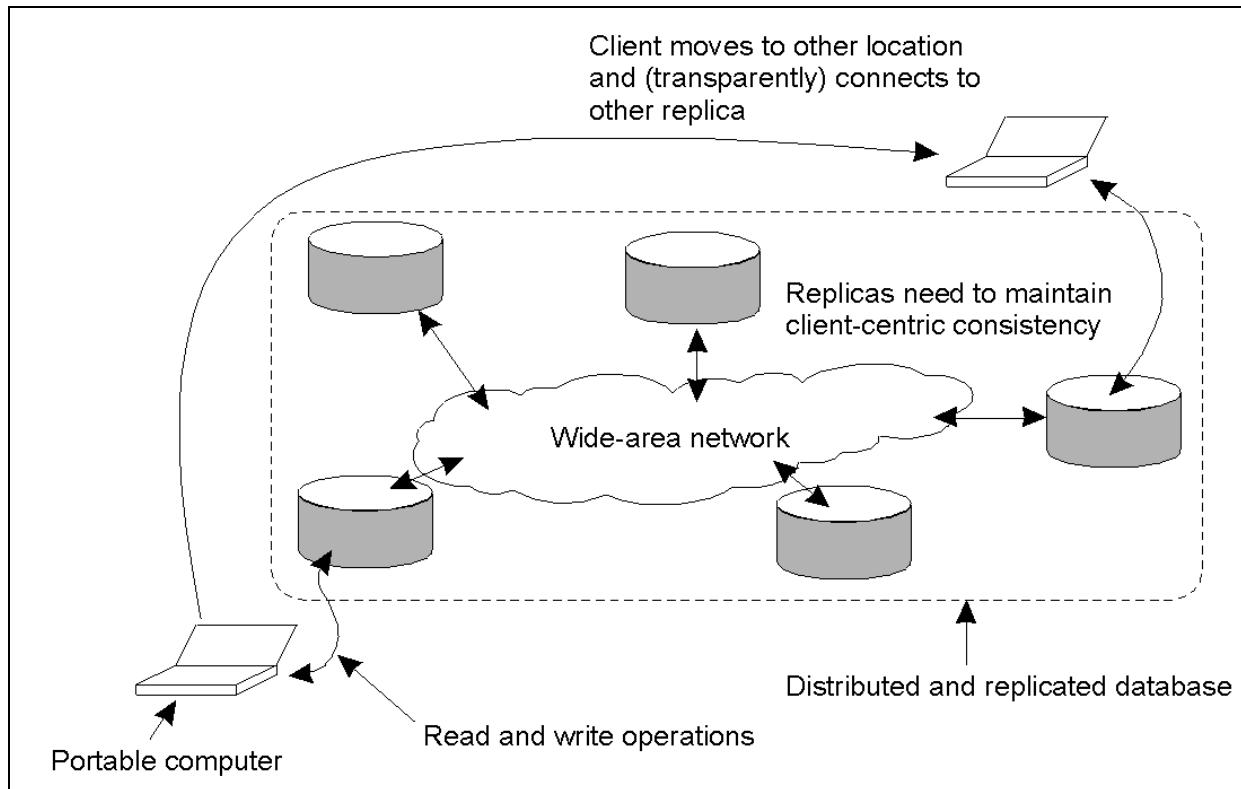 Client moves to other location
and (transparently) connects to
other replica
Replicas need to maintain
client-centric consistency
Wide-area network
Distributed and replicated database
Read and write operations
Portable computer